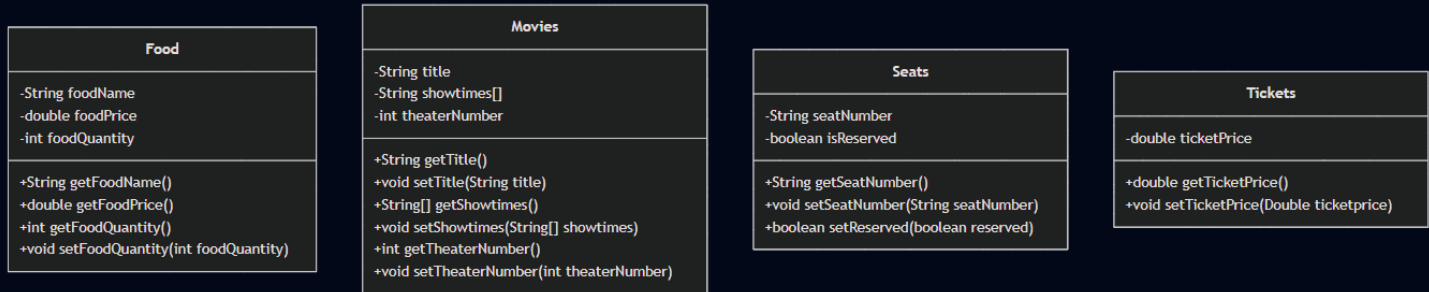 Food
-String foodName
-double foodPrice
-int foodQuantity
+String getFoodName()
+double getFoodPrice()
+int getFoodQuantity()
+void setFoodQuantity(int foodQuantity)
Movies
-String title
-String showtimes[]
-int theaterNumber
+String getTitle()
+void setTitle(String title)
+String[] getShowtimes()
+void setShowtimes(String[] showtimes)
+int getTheaterNumber()
+void setTheaterNumber(int theaterNumber)
Seats
-String seatNumber
-boolean isReserved
+String getSeatNumber()
+void setSeatNumber(String seatNumber)
+boolean setReserved(boolean reserved)
Tickets
-double ticketPrice
+double getTicketPrice()
+void setTicketPrice(Double ticketprice)